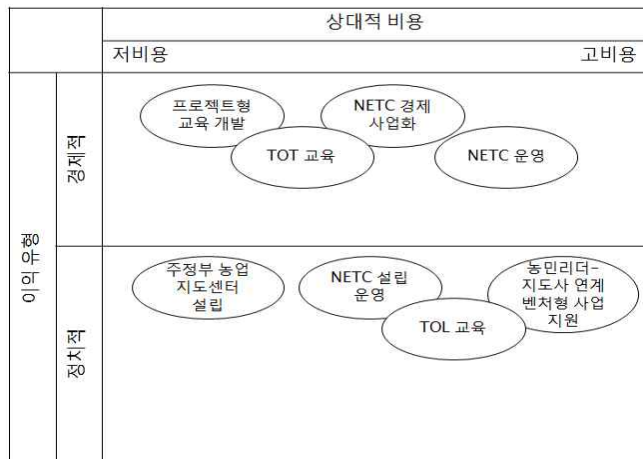 상대적 비용
저비용
고비용
이익 유형
경제적
프로젝트형
교육 개발
NETC 경제
사업화
TOT 교육
NETC 운영
정치적
주정부 농업
지도센터
설립
NETC 설립
운영
농민리더-
지도사 연계
벤처형 사업
지원
TOL 교육